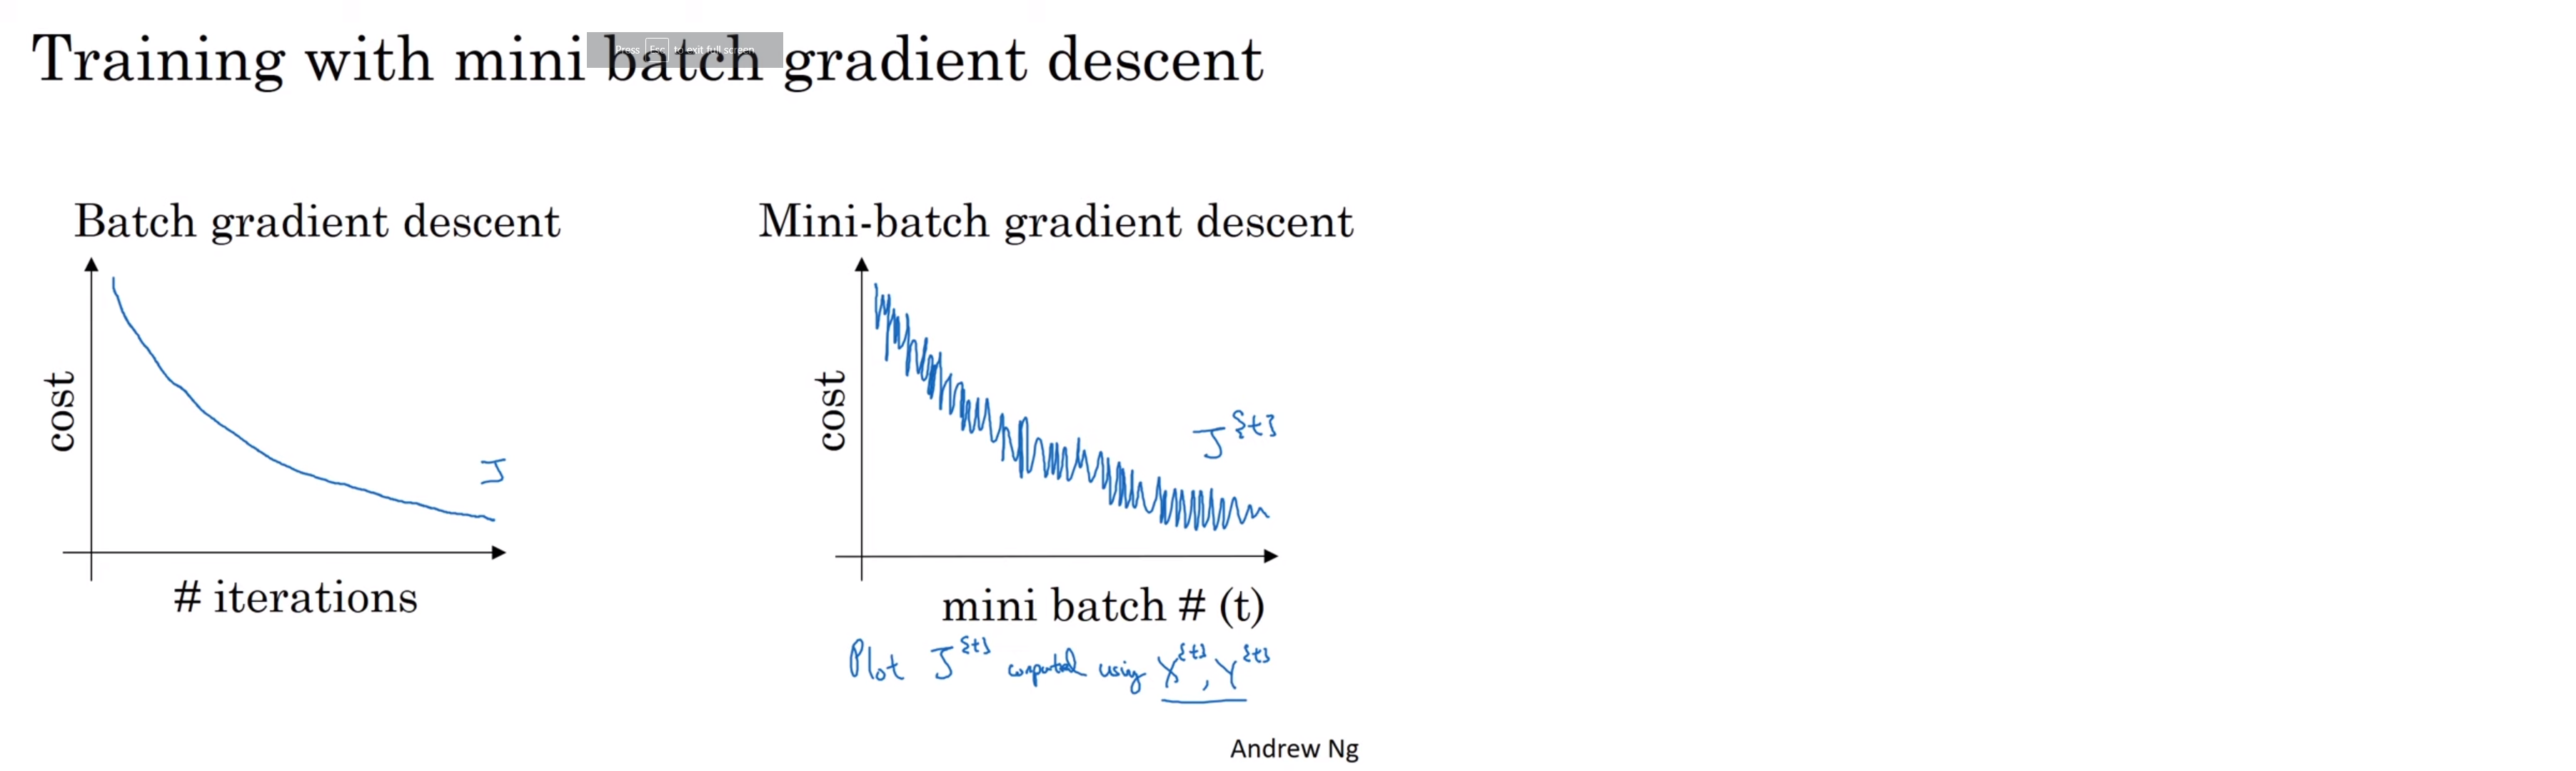 Training with mini batch gradient descent
Press Esc to exit full screen
Batch gradient descent
cost
J
# iterations
Mini-batch gradient descent
cost
J^{t}
mini batch # (t)
Plot J^{t} computed using X^{t}, Y^{t}
Andrew Ng